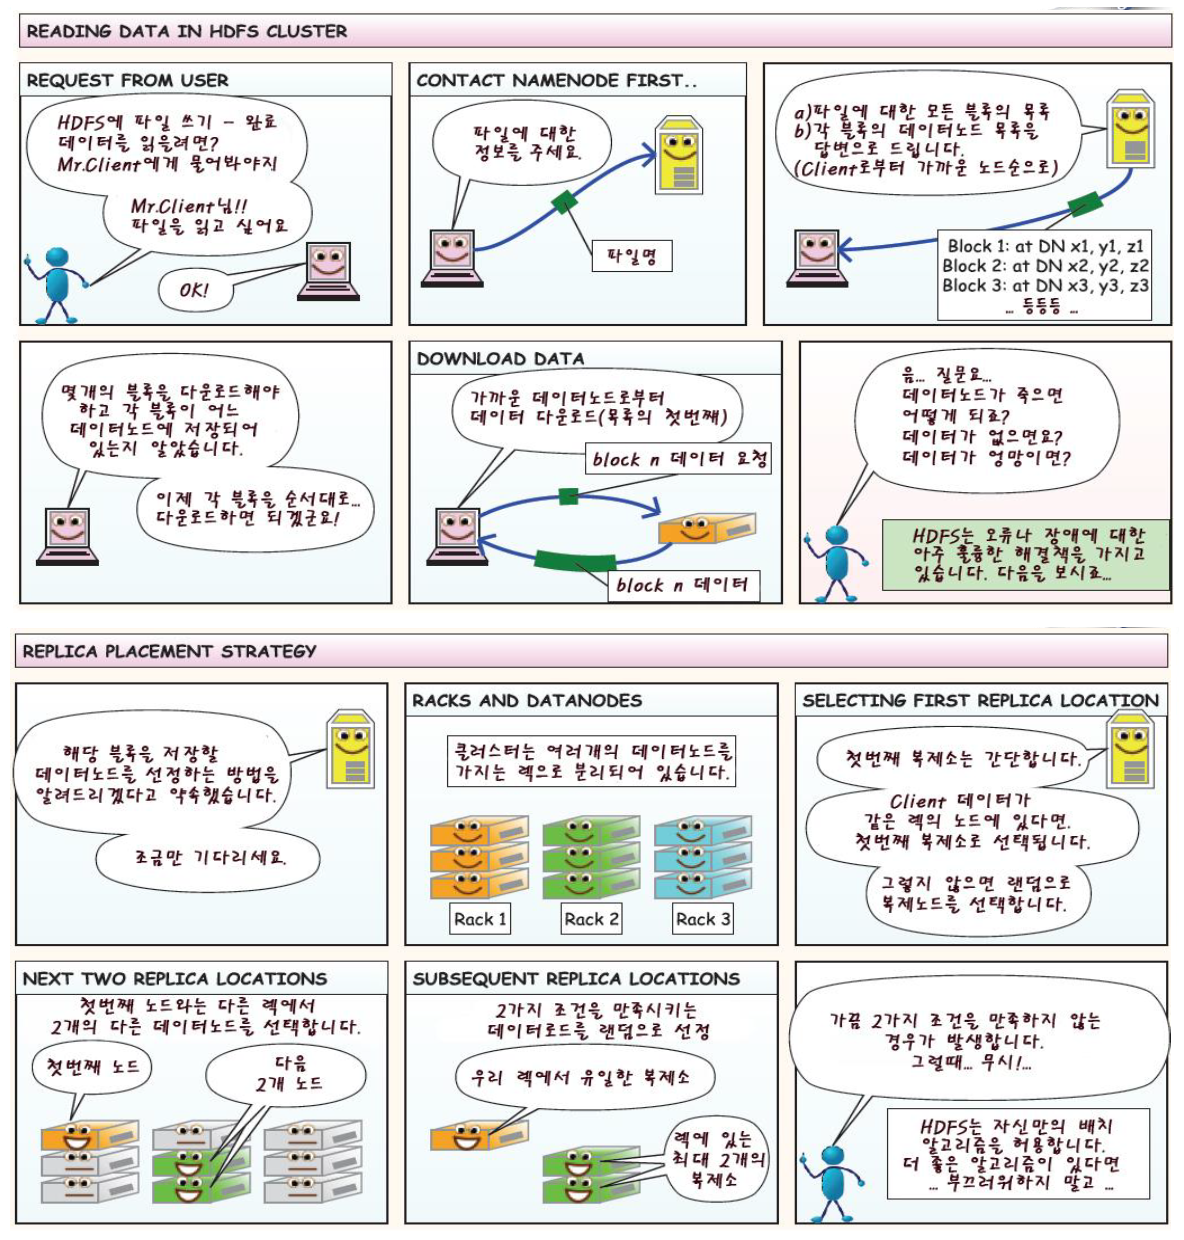 READING DATA IN HDFS CLUSTER
REQUEST FROM USER
HDFS에 파일 쓰기 - 완료
데이터를 읽을려면?
Mr.Client에게 물어봐야지
Mr.Client님!!
파일을 읽고 싶어요
OK!
CONTACT NAMENODE FIRST..
파일에 대한
정보를 주세요.
파일명
a)파일에 대한 모든 블록의 목록
b)각 블록의 데이터노드 목록을
답변으로 드립니다.
(Client로부터 가까운 노드순으로)
Block 1: at DN x1, y1, z1
Block 2: at DN x2, y2, z2
Block 3: at DN x3, y3, z3
... 등등등 ...
몇개의 블록을 다운로드해야
하고 각 블록이 어느
데이터노드에 저장되어
있는지 알았습니다.
이제 각 블록을 순서대로...
다운로드하면 되겠군요!
DOWNLOAD DATA
가까운 데이터노드로부터
데이터 다운로드(목록의 첫번째)
block n 데이터 요청
block n 데이터
음... 질문요...
데이터노드가 죽으면
어떻게 되죠?
데이터가 없으면요?
데이터가 엉망이면?
HDFS는 오류나 장애에 대한
아주 훌륭한 해결책을 가지고
있습니다. 다음을 보시죠...
REPLICA PLACEMENT STRATEGY
해당 블록을 저장할
데이터노드를 선정하는 방법을
알려드리겠다고 약속했습니다.
조금만 기다리세요.
RACKS AND DATANODES
클러스터는 여러개의 데이터노드를
가지는 렉으로 분리되어 있습니다.
Rack 1
Rack 2
Rack 3
SELECTING FIRST REPLICA LOCATION
첫번째 복제소는 간단합니다.
Client 데이터가
같은 렉의 노드에 있다면.
첫번째 복제소로 선택됩니다.
그렇지 않으면 랜덤으로
복제노드를 선택합니다.
NEXT TWO REPLICA LOCATIONS
첫번째 노드와는 다른 렉에서
2개의 다른 데이터노드를 선택합니다.
첫번째 노드
다음
2개 노드
SUBSEQUENT REPLICA LOCATIONS
2가지 조건을 만족시키는
데이터로드를 랜덤으로 선정
우리 렉에서 유일한 복제소
렉에 있는
최대 2개의
복제소
가끔 2가지 조건을 만족하지 않는
경우가 발생합니다.
그럴때... 무시!...
HDFS는 자신만의 배치
알고리즘을 허용합니다.
더 좋은 알고리즘이 있다면
... 부끄러워하지 말고 ...